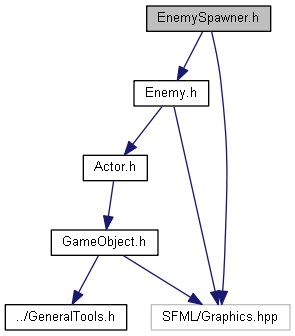 EnemySpawner.h
Enemy.h
Actor.h
GameObject.h
../GeneralTools.h
SFML/Graphics.hpp